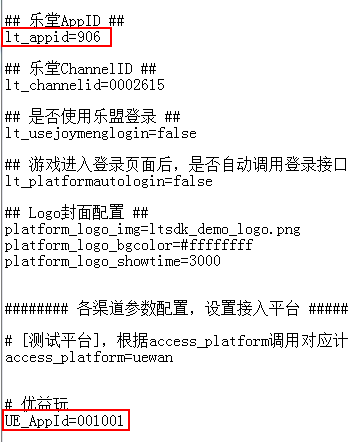 ## 乐堂AppID ##
lt_appid=906
## 乐堂ChannelID ##
lt_channelid=0002615
## 是否使用乐盟登录 ##
lt_usejoymenglogin=false
## 游戏进入登录页面后，是否自动调用登录接口
lt_platformautologin=false
## Logo封面配置 ##
platform_logo_img=ltsdk_demo_logo.png
platform_logo_bgcolor=#ffffffff
platform_logo_showtime=3000
######## 各渠道参数配置，设置接入平台 #####
# [测试平台]，根据access_platform调用对应计
access_platform=uewan
# 优益玩
UE_AppId=001001